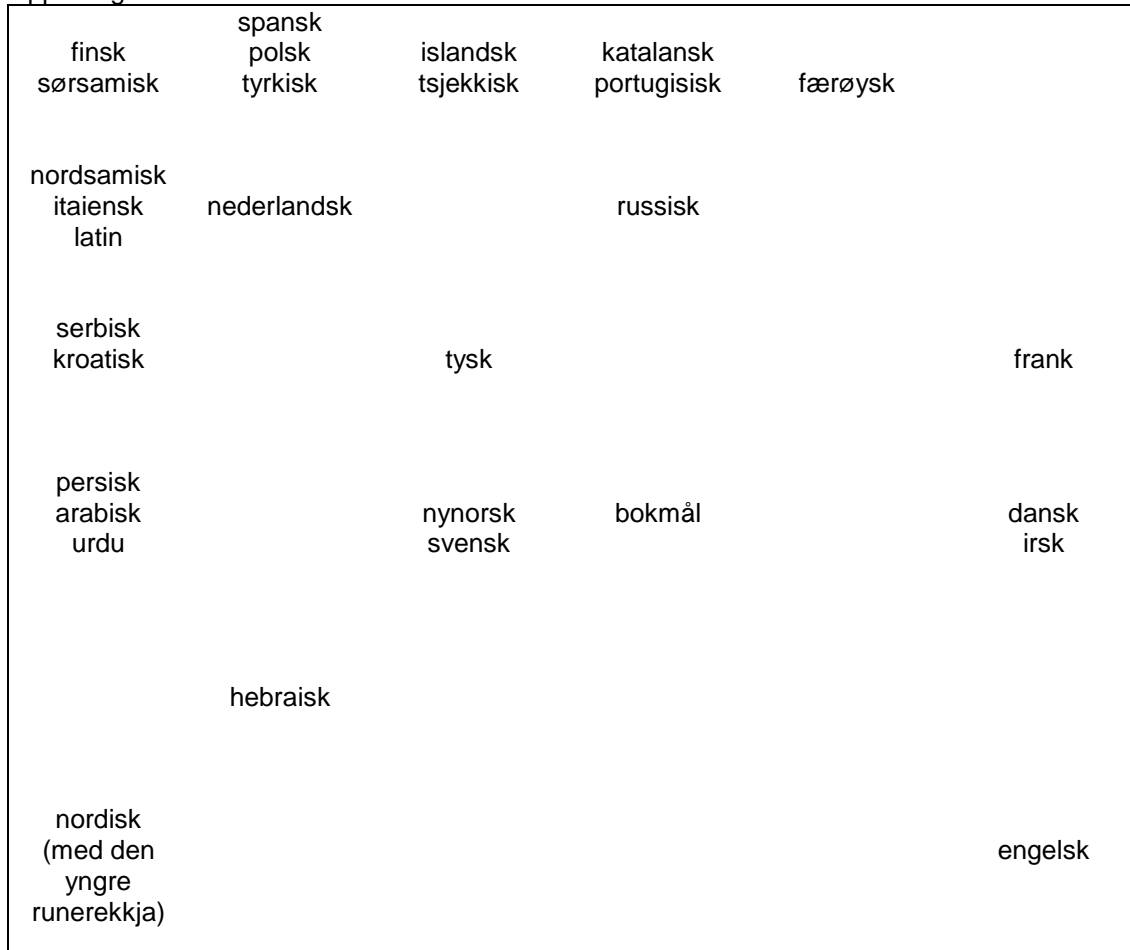 spansk
finsk polsk islandsk katalansk
sørsamisk tyrkisk tsjekkisk portugisisk færøysk
nordsamisk
itaiensk nederlandsk russisk
latin
serbisk
kroatisk tysk frank
persisk
arabisk nynorsk bokmål dansk
urdu svensk irsk
hebraisk
nordisk
(med den engelsk
yngre
runerekkja)